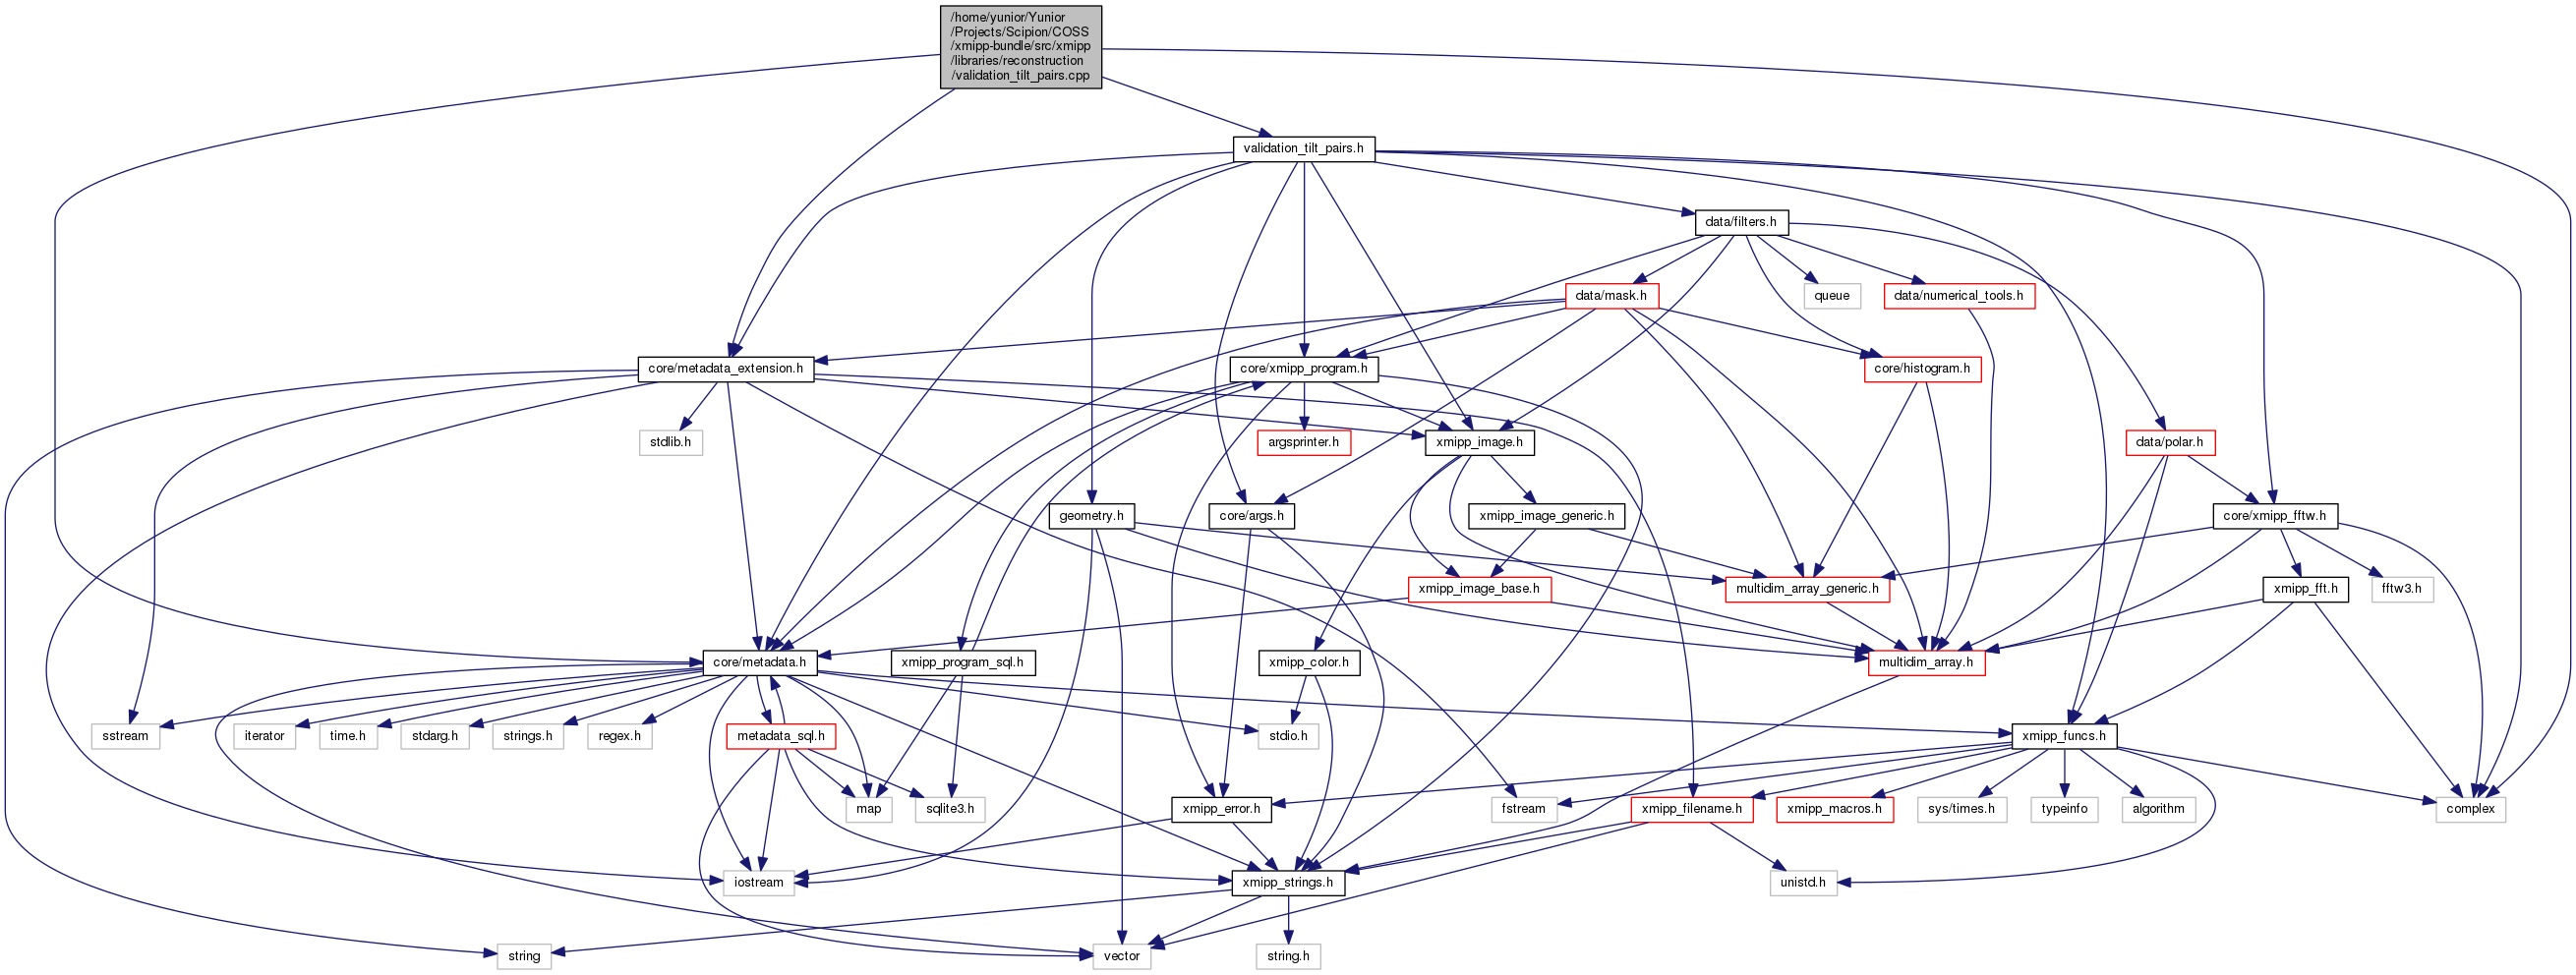 /home/yunior/Yunior
/Projects/Scipion/COSS
/xmipp-bundle/src/xmipp
/libraries/reconstruction
/validation_tilt_pairs.cpp
validation_tilt_pairs.h
data/filters.h
data/mask.h
queue
data/numerical_tools.h
core/metadata_extension.h
core/xmipp_program.h
core/histogram.h
stdlib.h
argsprinter.h
xmipp_image.h
data/polar.h
geometry.h
core/args.h
xmipp_image_generic.h
core/xmipp_fftw.h
xmipp_image_base.h
multidim_array_generic.h
xmipp_fft.h
fftw3.h
core/metadata.h
xmipp_program_sql.h
xmipp_color.h
multidim_array.h
sstream
iterator
time.h
stdarg.h
strings.h
regex.h
metadata_sql.h
stdio.h
xmipp_funcs.h
map
sqlite3.h
xmipp_error.h
fstream
xmipp_filename.h
xmipp_macros.h
sys/times.h
typeinfo
algorithm
complex
iostream
xmipp_strings.h
unistd.h
string
vector
string.h